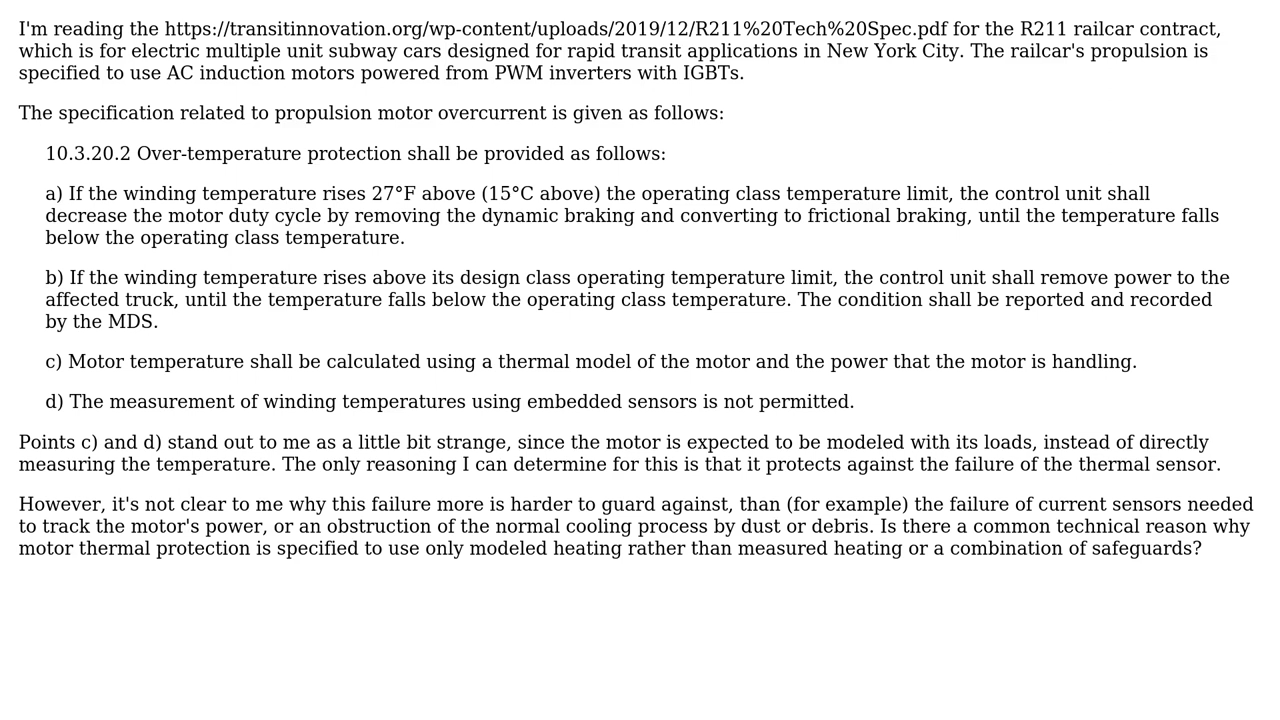 I'm reading the https://transitinnovation.org/wp-content/uploads/2019/12/R211%20Tech%20Spec.pdf for the R211 railcar contract,
which is for electric multiple unit subway cars designed for rapid transit applications in New York City. The railcar's propulsion is
specified to use AC induction motors powered from PWM inverters with IGBTs.
The specification related to propulsion motor overcurrent is given as follows:
10.3.20.2 Over-temperature protection shall be provided as follows:
a) If the winding temperature rises 27°F above (15°C above) the operating class temperature limit, the control unit shall
decrease the motor duty cycle by removing the dynamic braking and converting to frictional braking, until the temperature falls
below the operating class temperature.
b) If the winding temperature rises above its design class operating temperature limit, the control unit shall remove power to the
affected truck, until the temperature falls below the operating class temperature. The condition shall be reported and recorded
by the MDS.
c) Motor temperature shall be calculated using a thermal model of the motor and the power that the motor is handling.
d) The measurement of winding temperatures using embedded sensors is not permitted.
Points c) and d) stand out to me as a little bit strange, since the motor is expected to be modeled with its loads, instead of directly
measuring the temperature. The only reasoning I can determine for this is that it protects against the failure of the thermal sensor.
However, it's not clear to me why this failure more is harder to guard against, than (for example) the failure of current sensors needed
to track the motor's power, or an obstruction of the normal cooling process by dust or debris. Is there a common technical reason why
motor thermal protection is specified to use only modeled heating rather than measured heating or a combination of safeguards?